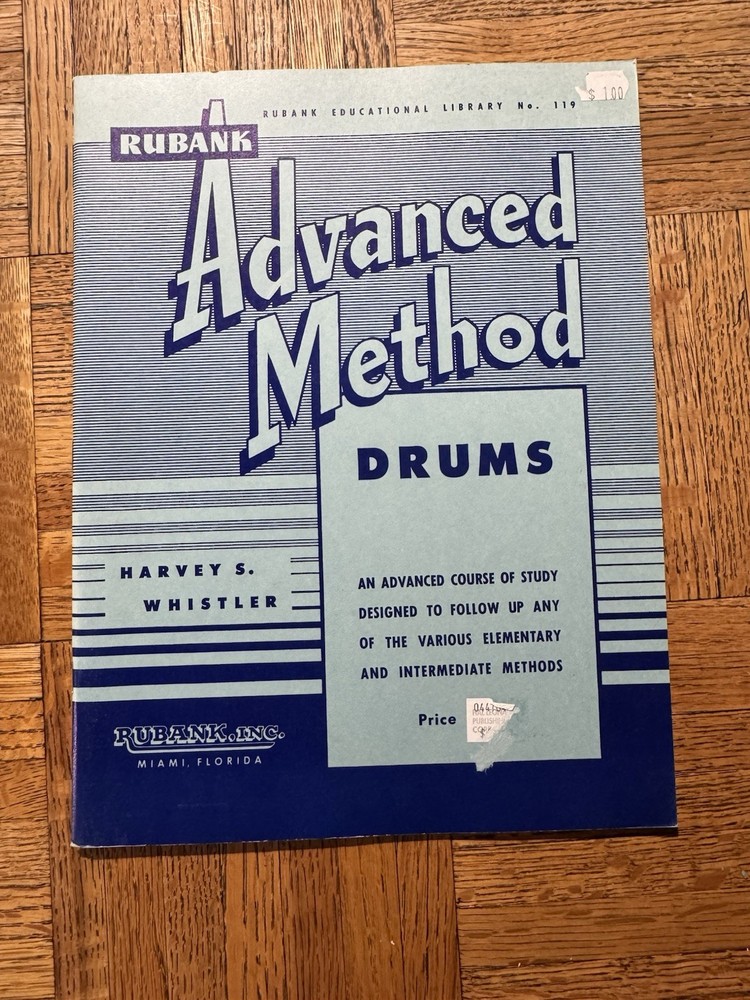 RUBANK EDUCATIONAL LIBRARY No. 119
$ 1.00
RUBANK
Advanced
Method
DRUMS
HARVEY S.
WHISTLER
AN ADVANCED COURSE OF STUDY
DESIGNED TO FOLLOW UP ANY
OF THE VARIOUS ELEMENTARY
AND INTERMEDIATE METHODS
Price
$
RUBANK, INC.
MIAMI, FLORIDA